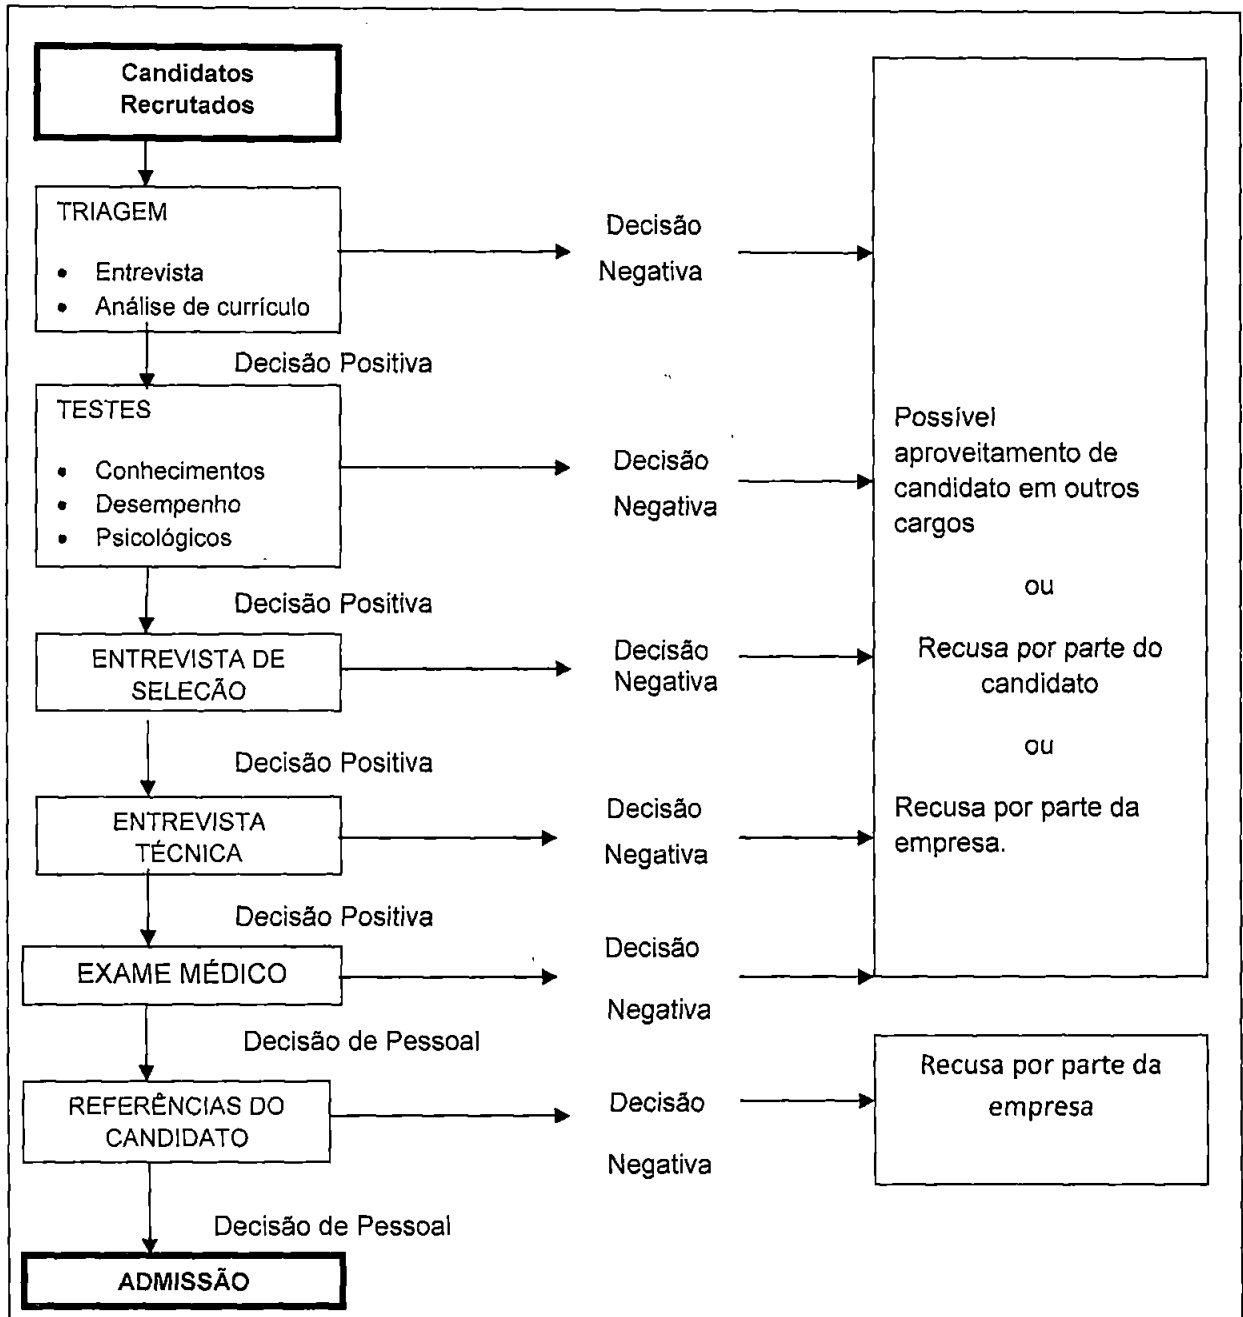 Candidatos
Recrutados
TRIAGEM
• Entrevista
• Análise de currículo
Decisão
Negativa
Decisão Positiva
TESTES
• Conhecimentos
• Desempenho
• Psicológicos
Decisão
Negativa
Decisão Positiva
ENTREVISTA DE
SELECÃO
Decisão
Negativa
Decisão Positiva
ENTREVISTA
TÉCNICA
Decisão
Negativa
Decisão Positiva
EXAME MÉDICO
Decisão
Negativa
Possível
aproveitamento de
candidato em outros
cargos
ou
Recusa por parte do
candidato
ou
Recusa por parte da
empresa.
Decisão de Pessoal
REFERÊNCIAS DO
CANDIDATO
Decisão
Negativa
Recusa por parte da
empresa
Decisão de Pessoal
ADMISSÃO